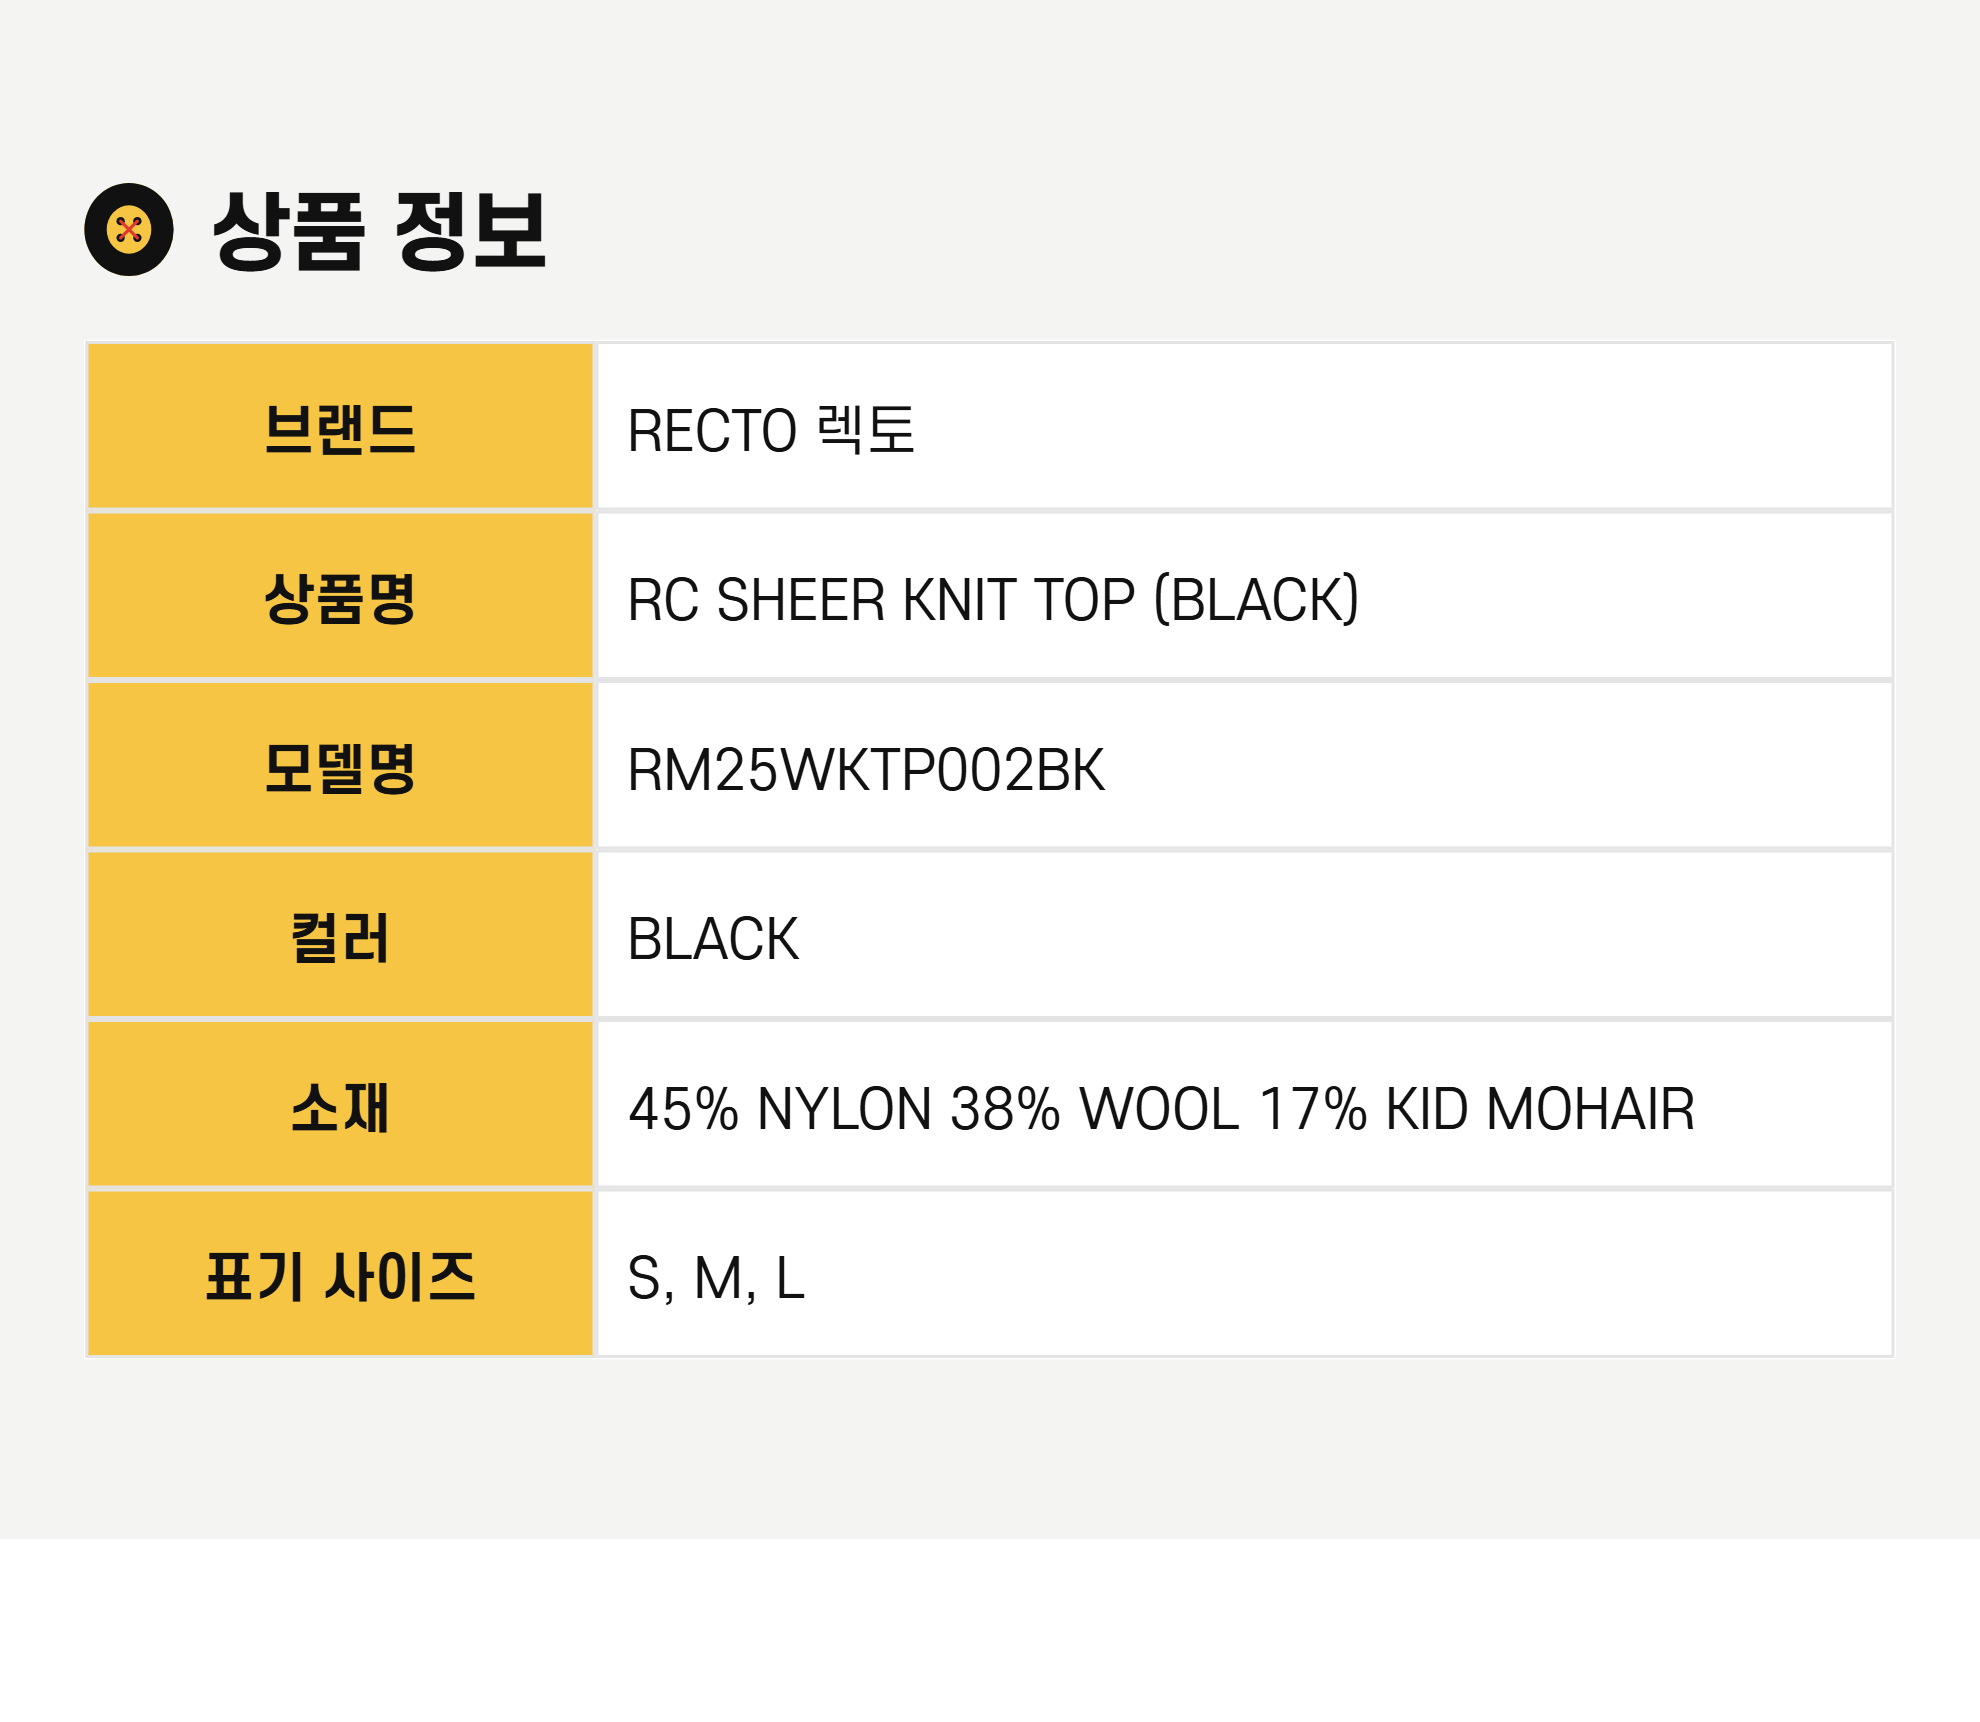 상품 정보
브랜드 RECTO 렉토
상품명 RC SHEER KNIT TOP (BLACK)
모델명 RM25WKTP002BK
컬러 BLACK
소재 45% NYLON 38% WOOL 17% KID MOHAIR
표기 사이즈 S, M, L